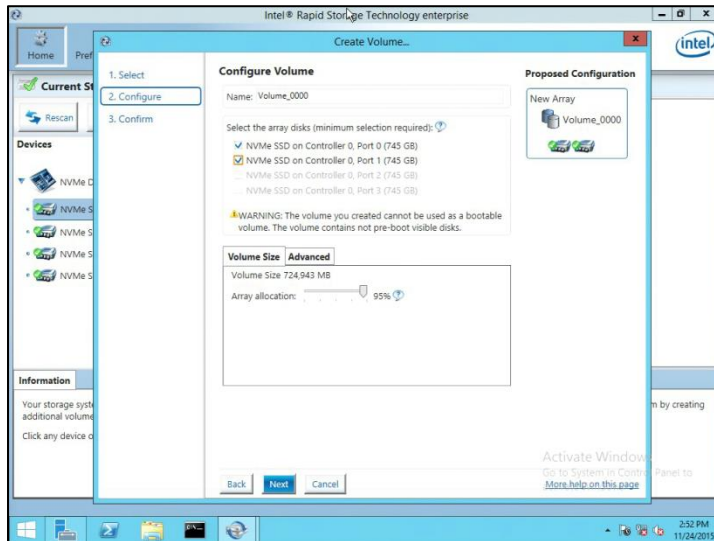 Intel® Rapid Storage Technology enterprise
Home
Pref
intel
Current St
Rescan
Devices
NVMe D
NVMe S
NVMe S
NVMe S
NVMe S
Information
Your storage syste
additional volume
Click any device o
m by creating
Create Volume...
1. Select
2. Configure
3. Confirm
Configure Volume
Name: Volume_0000
Select the array disks (minimum selection required):
NVMe SSD on Controller 0, Port 0 (745 GB)
NVMe SSD on Controller 0, Port 1 (745 GB)
NVMe SSD on Controller 0, Port 2 (745 GB)
NVMe SSD on Controller 0, Port 3 (745 GB)
WARNING: The volume you created cannot be used as a bootable
volume. The volume contains not pre-boot visible disks.
Volume Size Advanced
Volume Size 724,943 MB
Array allocation: 95%
Proposed Configuration
New Array
Volume_0000
Back Next Cancel
More help on this page
Activate Window
Go to System in Control Panel to
2:52 PM
11/24/2015